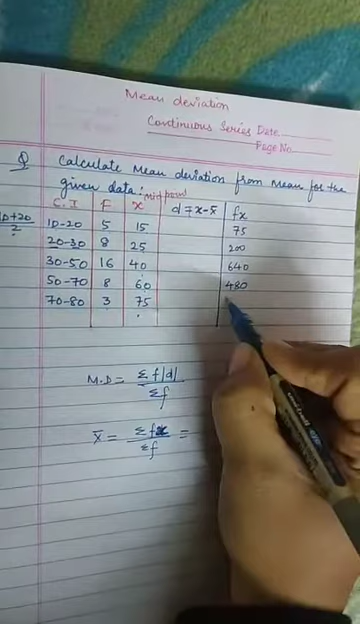 Mean deviation
Continuous Series Date
Page No
Q Calculate Mean deviation from Mean for the
given data:
C.I F x mid point d = x - x̄ fx
10+20/2 10-20 5 15 75
20-30 8 25 200
30-50 16 40 640
50-70 8 60 480
70-80 3 75
M.D = Σf|d| / Σf
x̄ = Σfx / Σf =